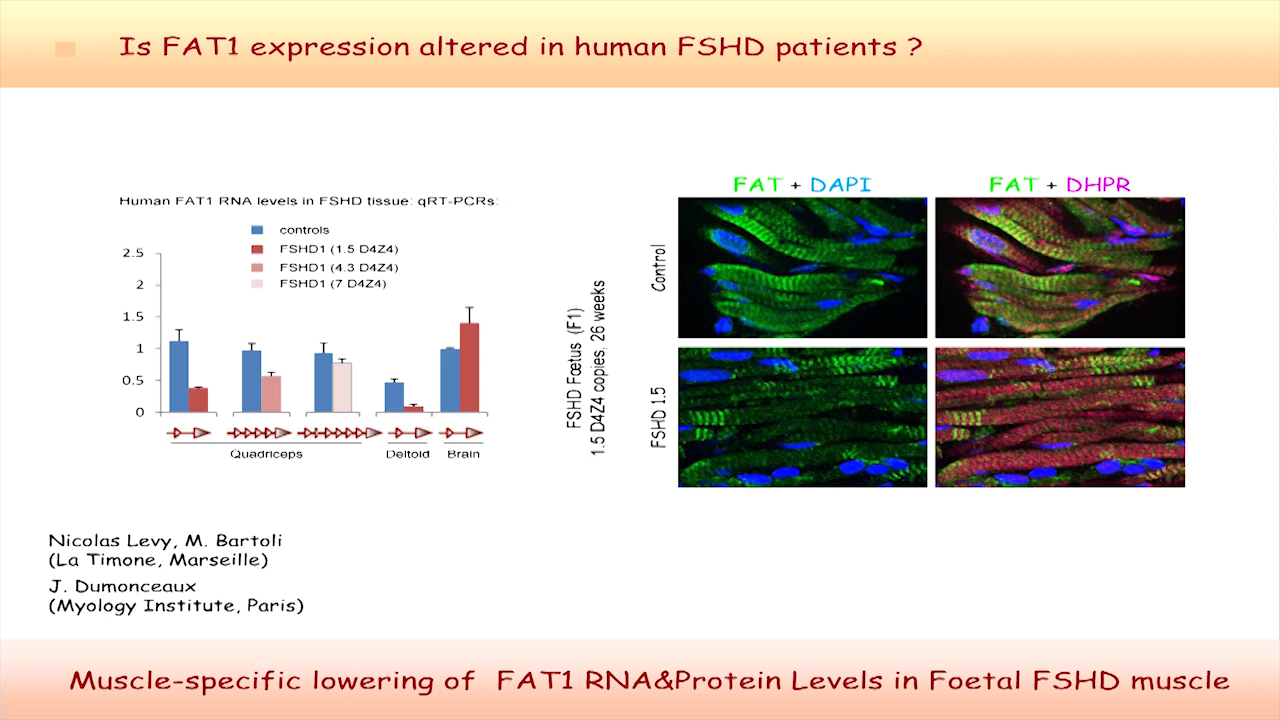 Is FAT1 expression altered in human FSHD patients ?
Human FAT1 RNA levels in FSHD tissue: qRT-PCRs:
controls
FSHD1 (1.5 D4Z4)
FSHD1 (4.3 D4Z4)
FSHD1 (7 D4Z4)
2.5
2
1.5
1
0.5
0
Quadriceps
Deltoid
Brain
FSHD Fœtus (F1)
1.5 D4Z4 copies, 26 weeks
FAT + DAPI
FAT + DHPR
Control
FSHD 1.5
Nicolas Levy, M. Bartoli
(La Timone, Marseille)
J. Dumonceaux
(Myology Institute, Paris)
Muscle-specific lowering of FAT1 RNA&Protein Levels in Foetal FSHD muscle